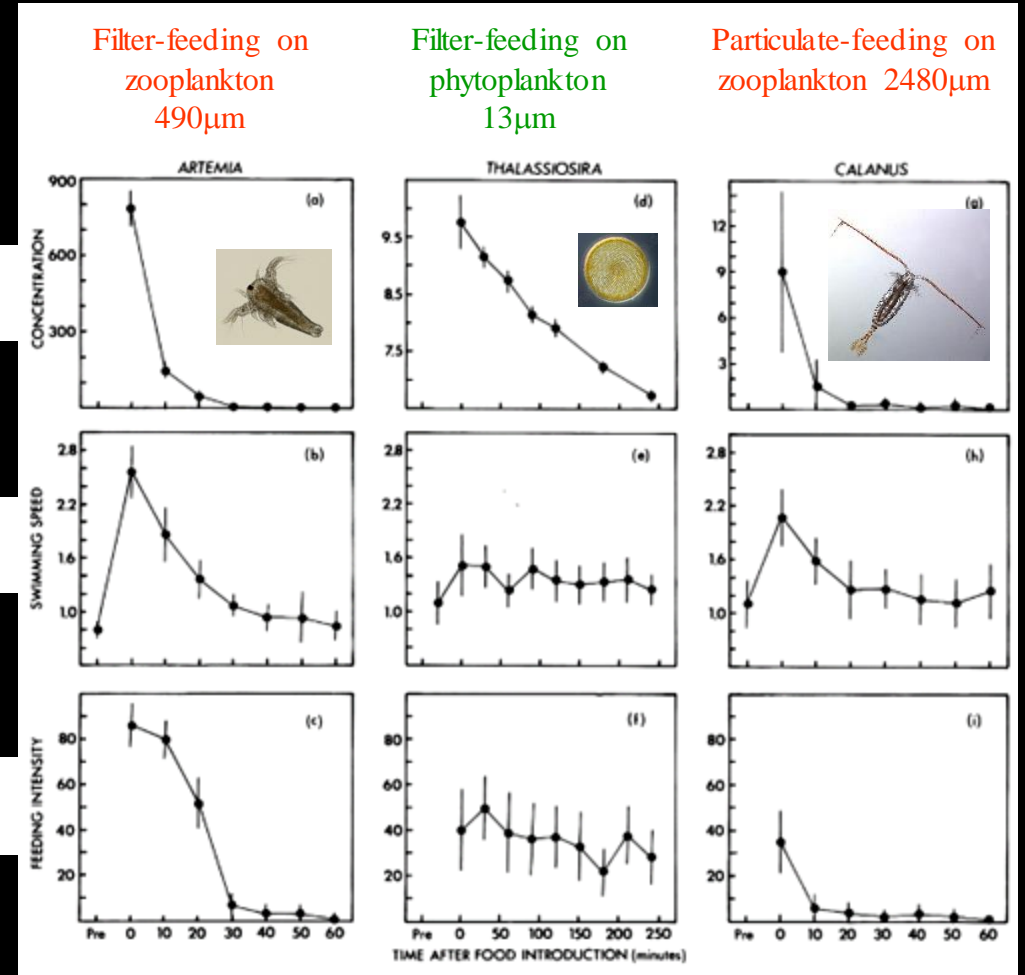 Filter-feeding on
zooplankton
490μm
Filter-feeding on
phytoplankton
13μm
Particulate-feeding on
zooplankton 2480μm
ARTEMIA
THALASSIOSIRA
CALANUS
CONCENTRATION
900
600
300
(a)
9.5
8.5
7.5
(d)
12
9
6
3
(g)
SWIMMING SPEED
2.8
2.2
1.6
1.0
(b)
2.8
2.2
1.6
1.0
(e)
2.8
2.2
1.6
1.0
(h)
FEEDING INTENSITY
80
60
40
20
(c)
80
60
40
20
(f)
80
60
40
20
(i)
Pre 0 10 20 30 40 50 60
Pre 0 50 100 150 200 250
Pre 0 10 20 30 40 50 60
TIME AFTER FOOD INTRODUCTION (minutes)